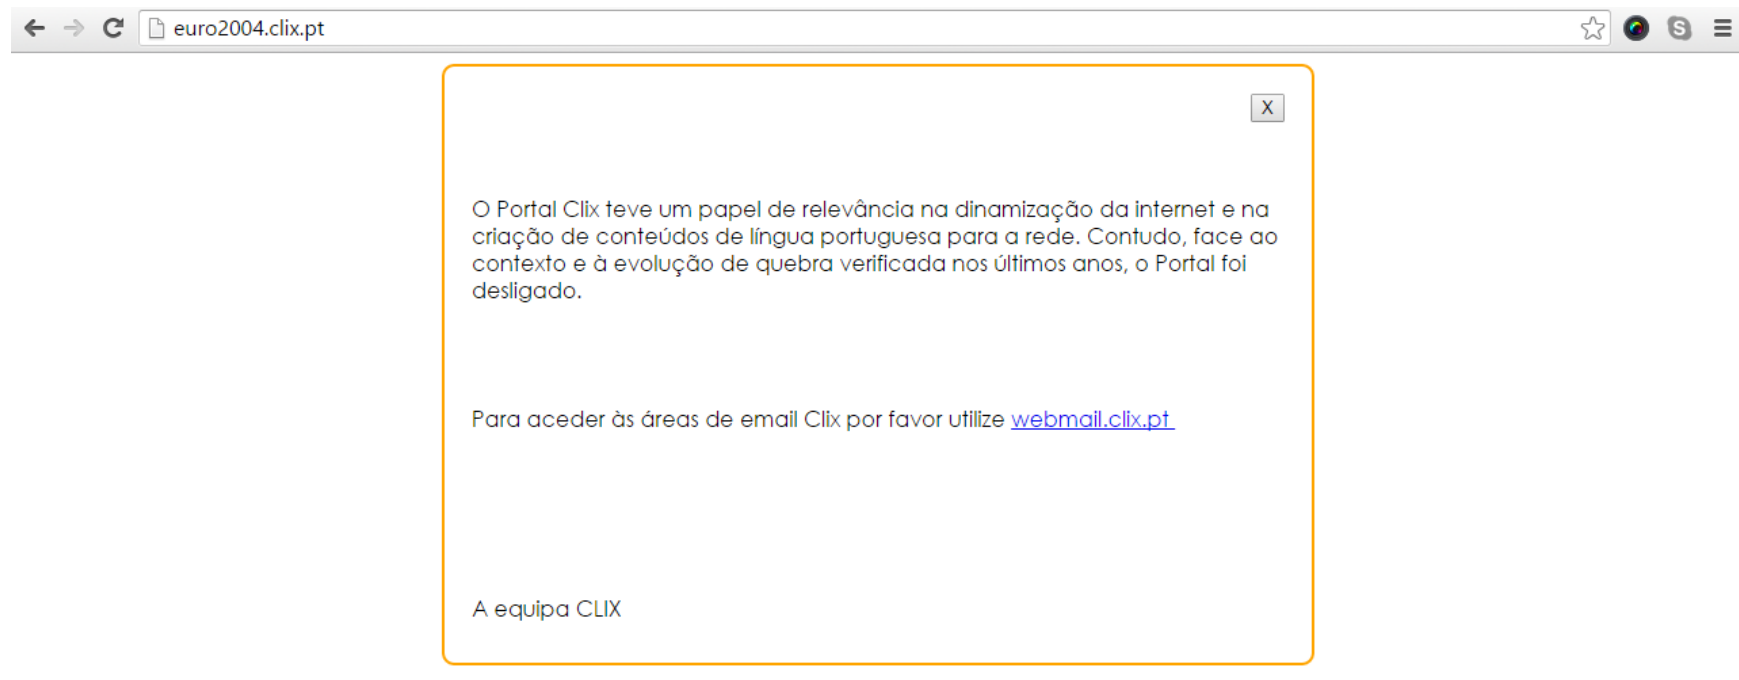 euro2004.clix.pt
X
O Portal Clix teve um papel de relevância na dinamização da internet e na
criação de conteúdos de língua portuguesa para a rede. Contudo, face ao
contexto e à evolução de quebra verificada nos últimos anos, o Portal foi
desligado.
Para aceder às áreas de email Clix por favor utilize webmail.clix.pt
A equipa CLIX